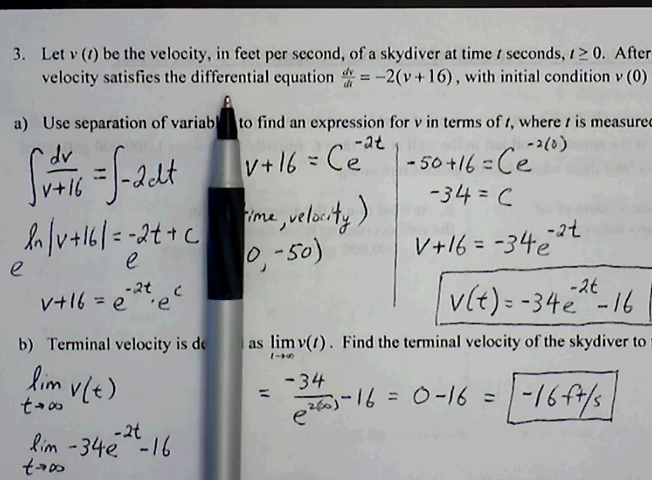 3. Let v (t) be the velocity, in feet per second, of a skydiver at time t seconds, t ≥ 0. After
velocity satisfies the differential equation dv/dt = −2(v + 16), with initial condition v (0)
a) Use separation of variab to find an expression for v in terms of t, where t is measured
∫ dv/(v+16) = ∫ -2dt
ln|v+16| = -2t + c
e e
v+16 = e^(-2t) · e^c
v+16 = Ce^(-2t)
(time, velocity)
0, -50)
-50+16 = Ce^(-2(0))
-34 = C
v+16 = -34e^(-2t)
v(t) = -34e^(-2t) - 16
b) Terminal velocity is de as lim t→∞ v(t). Find the terminal velocity of the skydiver to
lim t→∞ v(t)
lim t→∞ -34e^(-2t) - 16
= -34/e^(2(∞)) - 16 = 0-16 = -16 ft/s